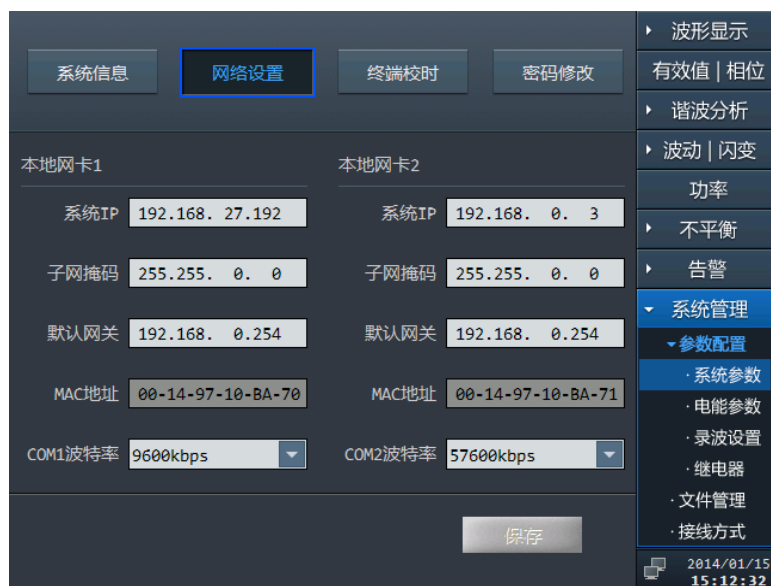 系统信息 网络设置 终端校时 密码修改
本地网卡1 本地网卡2
系统IP 192.168. 27.192 系统IP 192.168. 0. 3
子网掩码 255.255. 0. 0 子网掩码 255.255. 0. 0
默认网关 192.168. 0.254 默认网关 192.168. 0.254
MAC地址 00-14-97-10-BA-70 MAC地址 00-14-97-10-BA-71
COM1波特率 9600kbps COM2波特率 57600kbps
保存
波形显示
有效值 | 相位
谐波分析
波动 | 闪变
功率
不平衡
告警
系统管理
参数配置
·系统参数
·电能参数
·录波设置
·继电器
·文件管理
·接线方式
2014/01/15
15:12:32